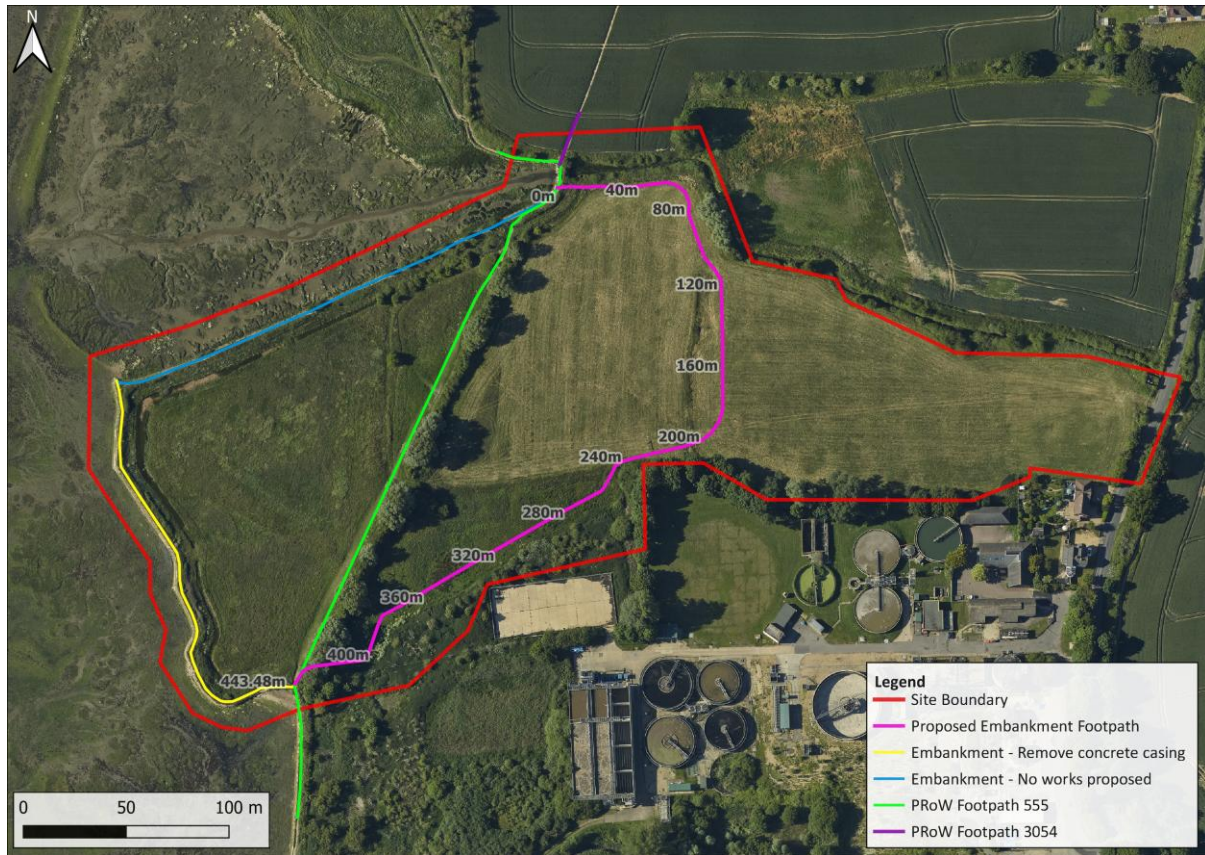 N
0m
40m
80m
120m
160m
200m
240m
280m
320m
360m
400m
443.48m
Legend
Site Boundary
Proposed Embankment Footpath
Embankment - Remove concrete casing
Embankment - No works proposed
PRoW Footpath 555
PRoW Footpath 3054
0 50 100 m